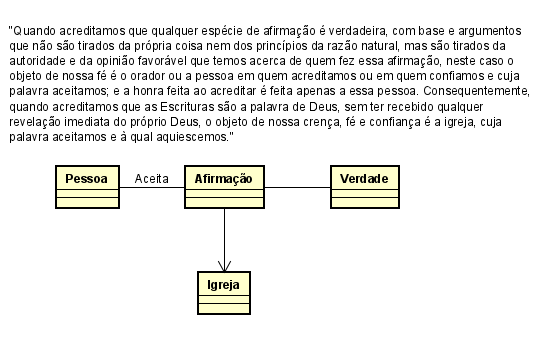 "Quando acreditamos que qualquer espécie de afirmação é verdadeira, com base e argumentos
que não são tirados da própria coisa nem dos princípios da razão natural, mas são tirados da
autoridade e da opinião favorável que temos acerca de quem fez essa afirmação, neste caso o
objeto de nossa fé é o orador ou a pessoa em quem acreditamos ou em quem confiamos e cuja
palavra aceitamos; e a honra feita ao acreditar é feita apenas a essa pessoa. Consequentemente,
quando acreditamos que as Escrituras são a palavra de Deus, sem ter recebido qualquer
revelação imediata do próprio Deus, o objeto de nossa crença, fé e confiança é a igreja, cuja
palavra aceitamos e à qual aquiescemos."
Pessoa Aceita Afirmação Verdade
Igreja